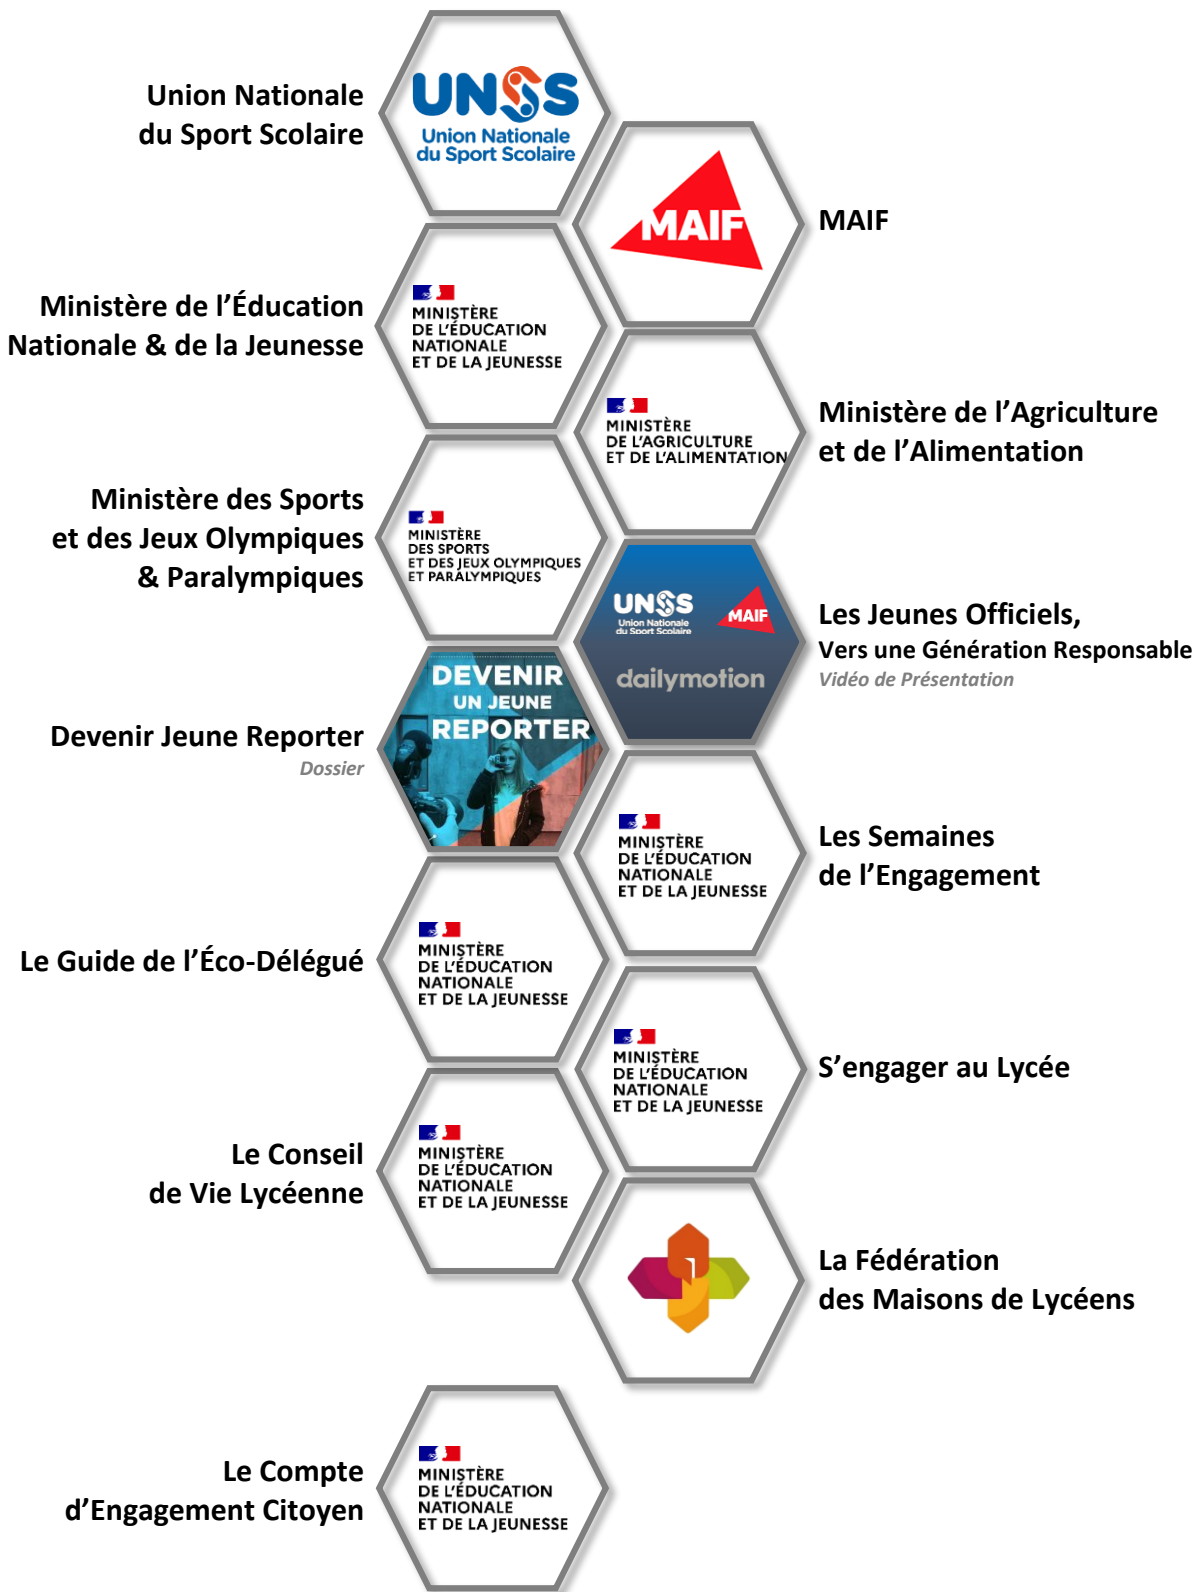 Union Nationale
du Sport Scolaire
UNSS
Union Nationale
du Sport Scolaire
MAIF
MAIF
Ministère de l’Éducation
Nationale & de la Jeunesse
MINISTÈRE
DE L’ÉDUCATION
NATIONALE
ET DE LA JEUNESSE
MINISTÈRE
DE L’AGRICULTURE
ET DE L’ALIMENTATION
Ministère de l’Agriculture
et de l’Alimentation
Ministère des Sports
et des Jeux Olympiques
& Paralympiques
MINISTÈRE
DES SPORTS
ET DES JEUX OLYMPIQUES
ET PARALYMPIQUES
UNSS
Union Nationale
du Sport Scolaire
MAIF
dailymotion
Les Jeunes Officiels,
Vers une Génération Responsable
Vidéo de Présentation
Devenir Jeune Reporter
Dossier
DEVENIR
UN JEUNE
REPORTER
MINISTÈRE
DE L’ÉDUCATION
NATIONALE
ET DE LA JEUNESSE
Les Semaines
de l’Engagement
Le Guide de l’Éco-Délégué
MINISTÈRE
DE L’ÉDUCATION
NATIONALE
ET DE LA JEUNESSE
MINISTÈRE
DE L’ÉDUCATION
NATIONALE
ET DE LA JEUNESSE
S’engager au Lycée
Le Conseil
de Vie Lycéenne
MINISTÈRE
DE L’ÉDUCATION
NATIONALE
ET DE LA JEUNESSE
La Fédération
des Maisons de Lycéens
Le Compte
d’Engagement Citoyen
MINISTÈRE
DE L’ÉDUCATION
NATIONALE
ET DE LA JEUNESSE